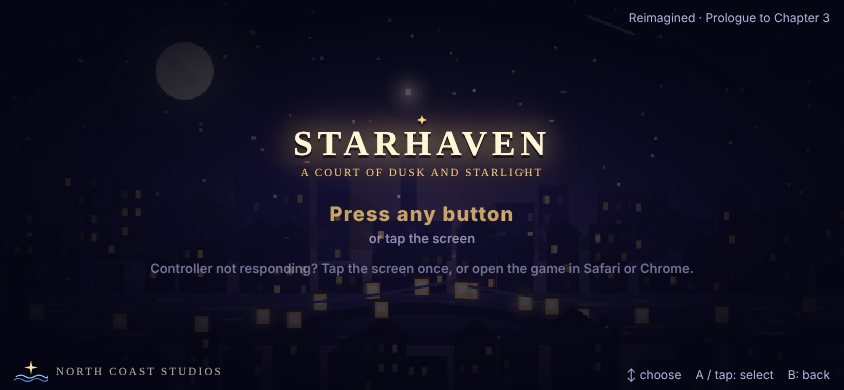 Reimagined · Prologue to Chapter 3
STARHAVEN
A COURT OF DUSK AND STARLIGHT
Press any button
or tap the screen
Controller not responding? Tap the screen once, or open the game in Safari or Chrome.
NORTH COAST STUDIOS
↕ choose A / tap: select B: back